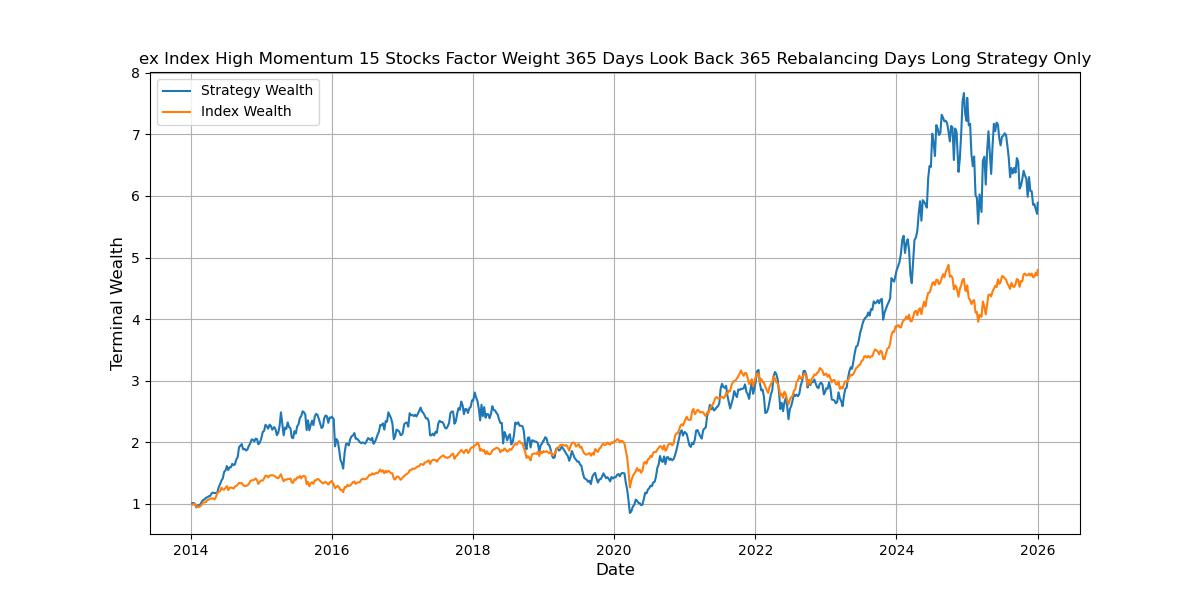 ex Index High Momentum 15 Stocks Factor Weight 365 Days Look Back 365 Rebalancing Days Long Strategy Only
Strategy Wealth
Index Wealth
Terminal Wealth
8
7
6
5
4
3
2
1
2014 2016 2018 2020 2022 2024 2026
Date